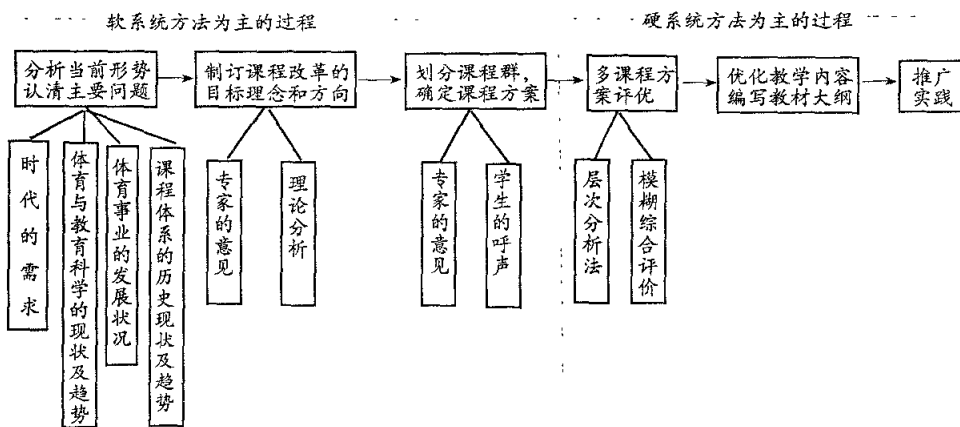 软系统方法为主的过程
硬系统方法为主的过程
分析当前形势
认清主要问题
制订课程改革的
目标理念和方向
划分课程群,
确定课程方案
多课程方
案评优
优化教学内容
编写教材大纲
推广
实践
时代的需求
体育与教育科学的现状及趋势
体育事业的发展状况
课程体系的历史现状及趋势
专家的意见
理论分析
专家的意见
学生的呼声
层次分析法
模糊综合评价